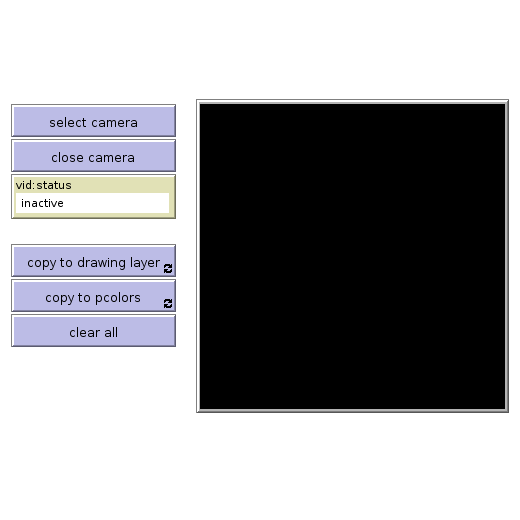 select camera
close camera
vid:status
inactive
copy to drawing layer
copy to pcolors
clear all